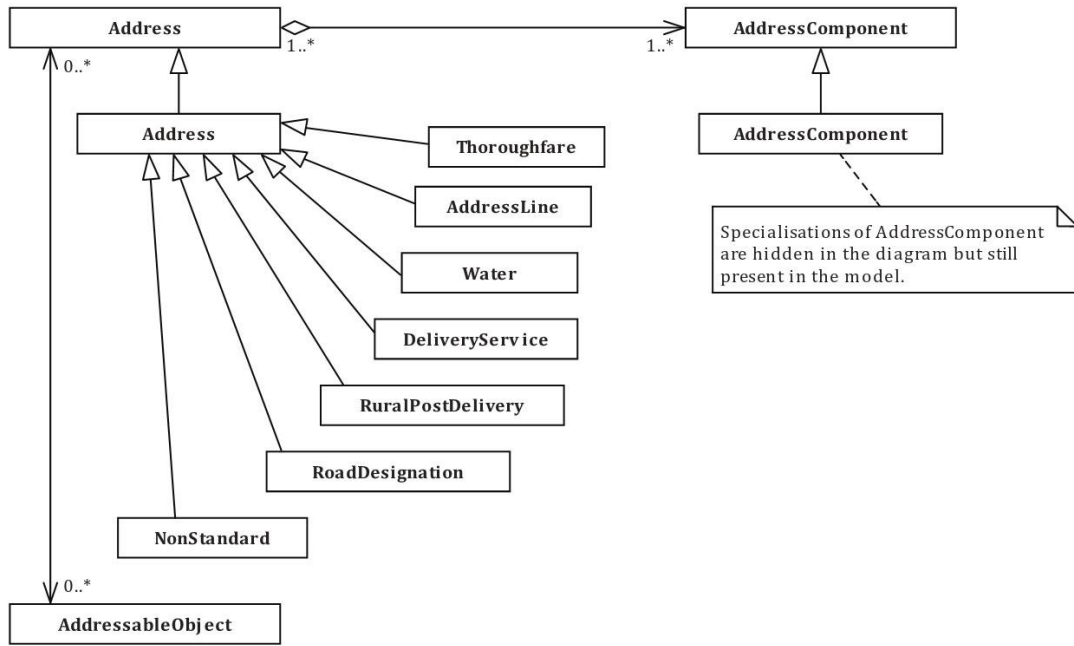 Address
AddressComponent
1..*
1..*
0..*
Address
AddressComponent
Thoroughfare
AddressLine
Specialisations of AddressComponent
are hidden in the diagram but still
present in the model.
Water
DeliveryService
RuralPostDelivery
RoadDesignation
NonStandard
0..*
AddressableObject